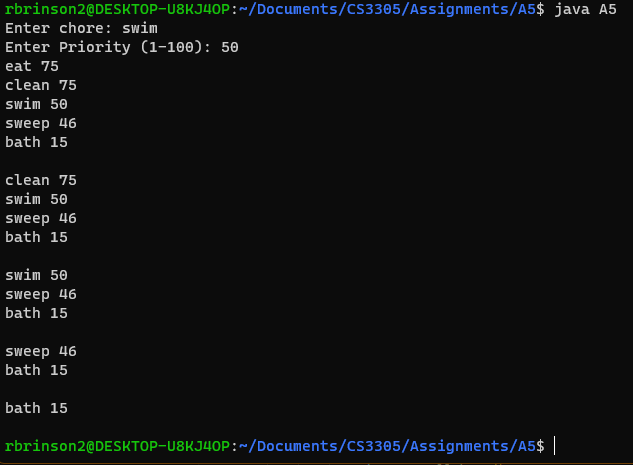 rbrinson2@DESKTOP-U8KJ4OP:~/Documents/CS3305/Assignments/A5$ java A5
Enter chore: swim
Enter Priority (1-100): 50
eat 75
clean 75
swim 50
sweep 46
bath 15

clean 75
swim 50
sweep 46
bath 15

swim 50
sweep 46
bath 15

sweep 46
bath 15

bath 15

rbrinson2@DESKTOP-U8KJ4OP:~/Documents/CS3305/Assignments/A5$